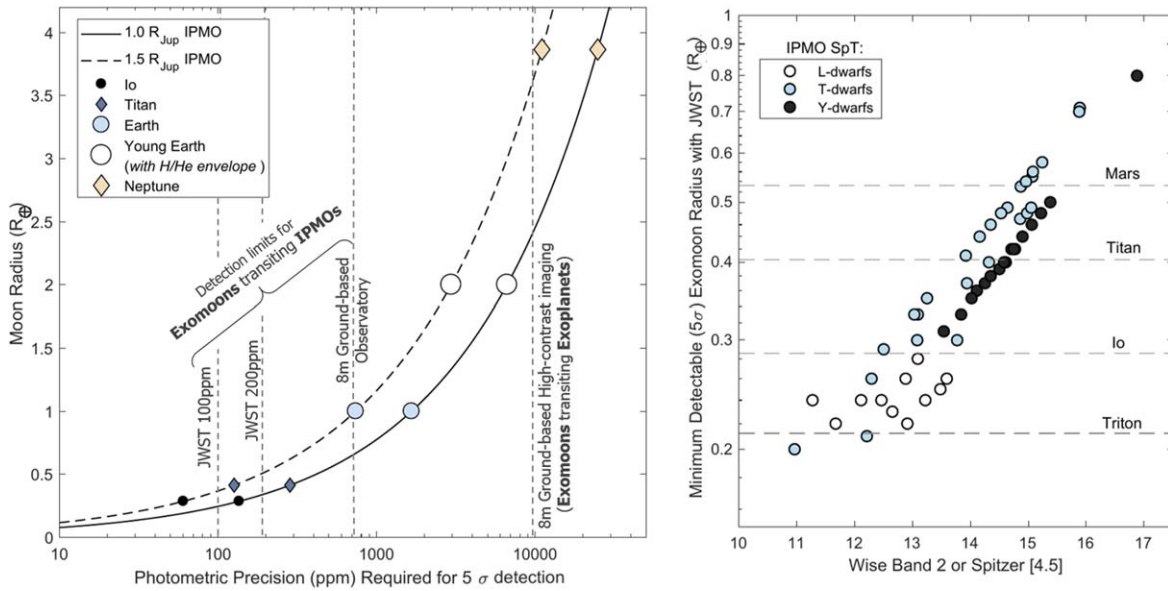 4
3.5
3
2.5
2
1.5
1
0.5
0
10
100
1000
10000
Moon Radius (R⊕)
Photometric Precision (ppm) Required for 5 σ detection
1.0 R_Jup IPMO
1.5 R_Jup IPMO
Io
Titan
Earth
Young Earth
(with H/He envelope )
Neptune
Detection limits for
Exomoons transiting IPMOs
JWST 100ppm
JWST 200ppm
8m Ground-based
Observatory
8m Ground-based High-contrast imaging
(Exomoons transiting Exoplanets)
1
0.9
0.8
0.7
0.6
0.5
0.4
0.3
0.2
10
11
12
13
14
15
16
17
Minimum Detectable (5σ) Exomoon Radius with JWST (R⊕)
Wise Band 2 or Spitzer [4.5]
IPMO SpT:
L-dwarfs
T-dwarfs
Y-dwarfs
Mars
Titan
Io
Triton